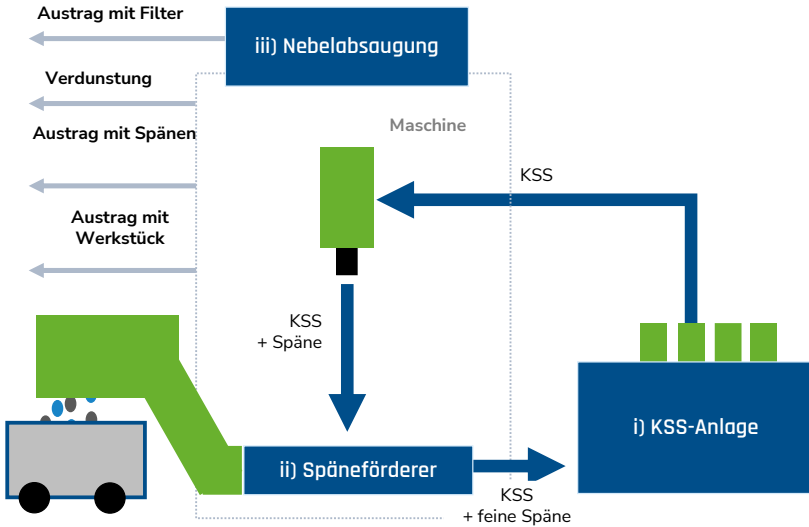 Austrag mit Filter
iii) Nebelabsaugung
Verdunstung
Austrag mit Spänen
Maschine
KSS
Austrag mit
Werkstück
KSS
+ Späne
i) KSS-Anlage
ii) Späneförderer
KSS
+ feine Späne